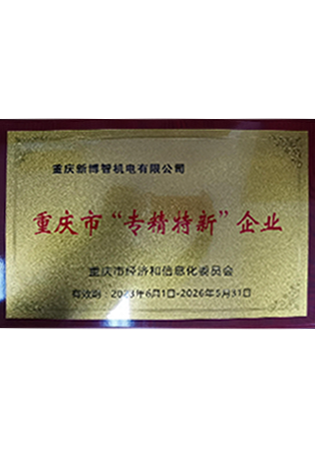 重庆新博智机电有限公司
重庆市“专精特新”企业
重庆市经济和信息化委员会
有效期：2023年6月1日-2026年5月31日